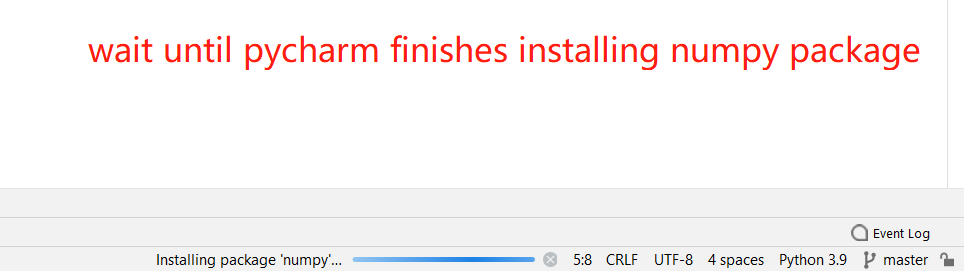 wait until pycharm finishes installing numpy package
Event Log
Installing package 'numpy'... 5:8 CRLF UTF-8 4 spaces Python 3.9 master